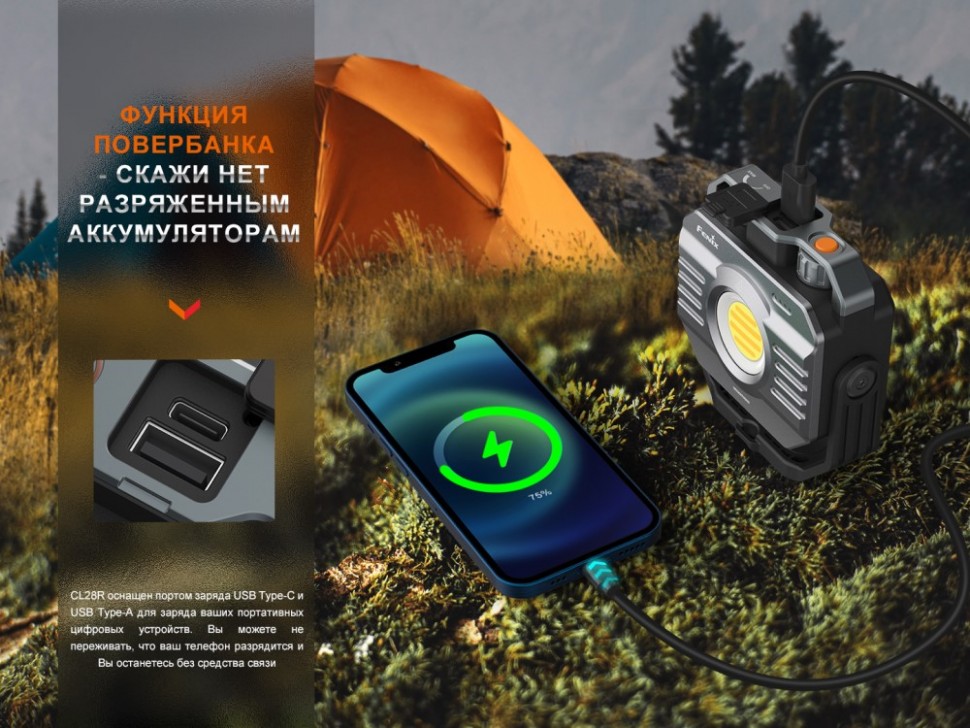 ФУНКЦИЯ
ПОВЕРБАНКА
- СКАЖИ НЕТ
РАЗРЯЖЕННЫМ
АККУМУЛЯТОРАМ
Fenix
75%
CL28R оснащен портом заряда USB Type-C и
USB Type-A для заряда ваших портативных
цифровых устройств. Вы можете не
переживать, что ваш телефон разрядится и
Вы останетесь без средства связи